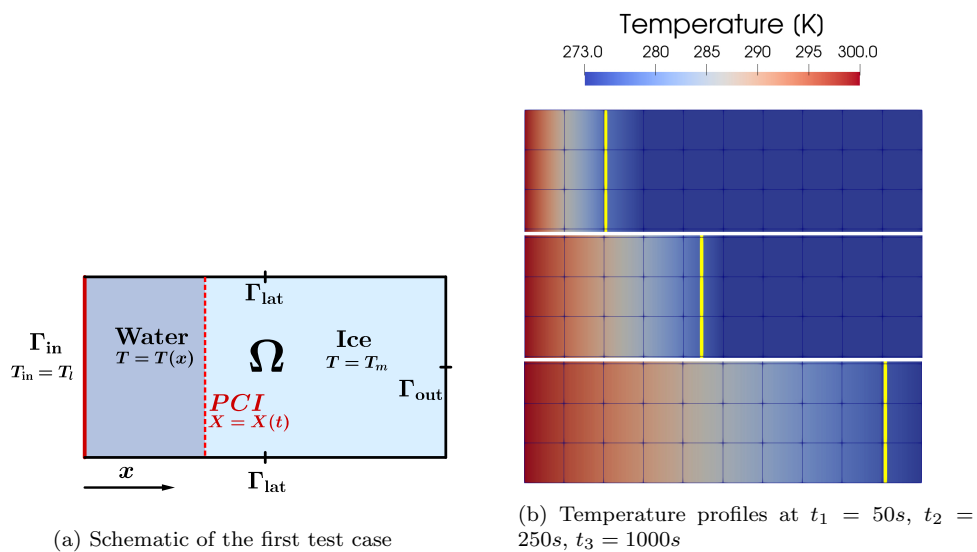 Temperature (K)
273.0 280 285 290 295 300.0
Γlat
Γin
Tin = Tl
Water
T = T(x)
Ω
Ice
T = Tm
Γout
PCI
X = X(t)
x
Γlat
(a) Schematic of the first test case
(b) Temperature profiles at t1 = 50s, t2 =
250s, t3 = 1000s